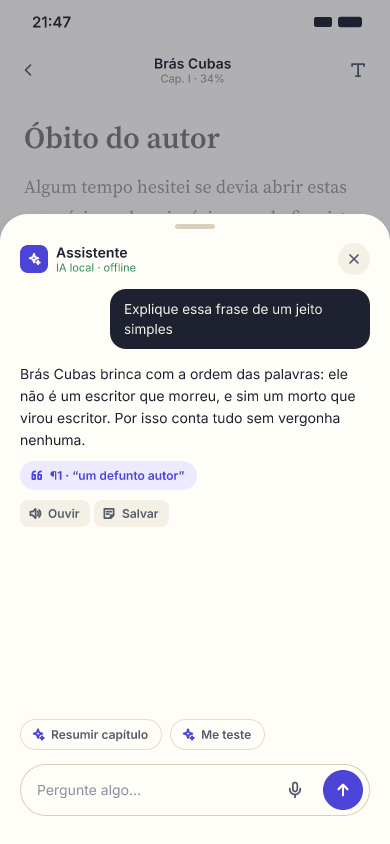 21:47
Brás Cubas
Cap. I · 34%
Óbito do autor
Algum tempo hesitei se devia abrir estas
Assistente
IA local · offline
Explique essa frase de um jeito
simples
Brás Cubas brinca com a ordem das palavras: ele
não é um escritor que morreu, e sim um morto que
virou escritor. Por isso conta tudo sem vergonha
nenhuma.
¶1 · “um defunto autor”
Ouvir
Salvar
Resumir capítulo
Me teste
Pergunte algo...